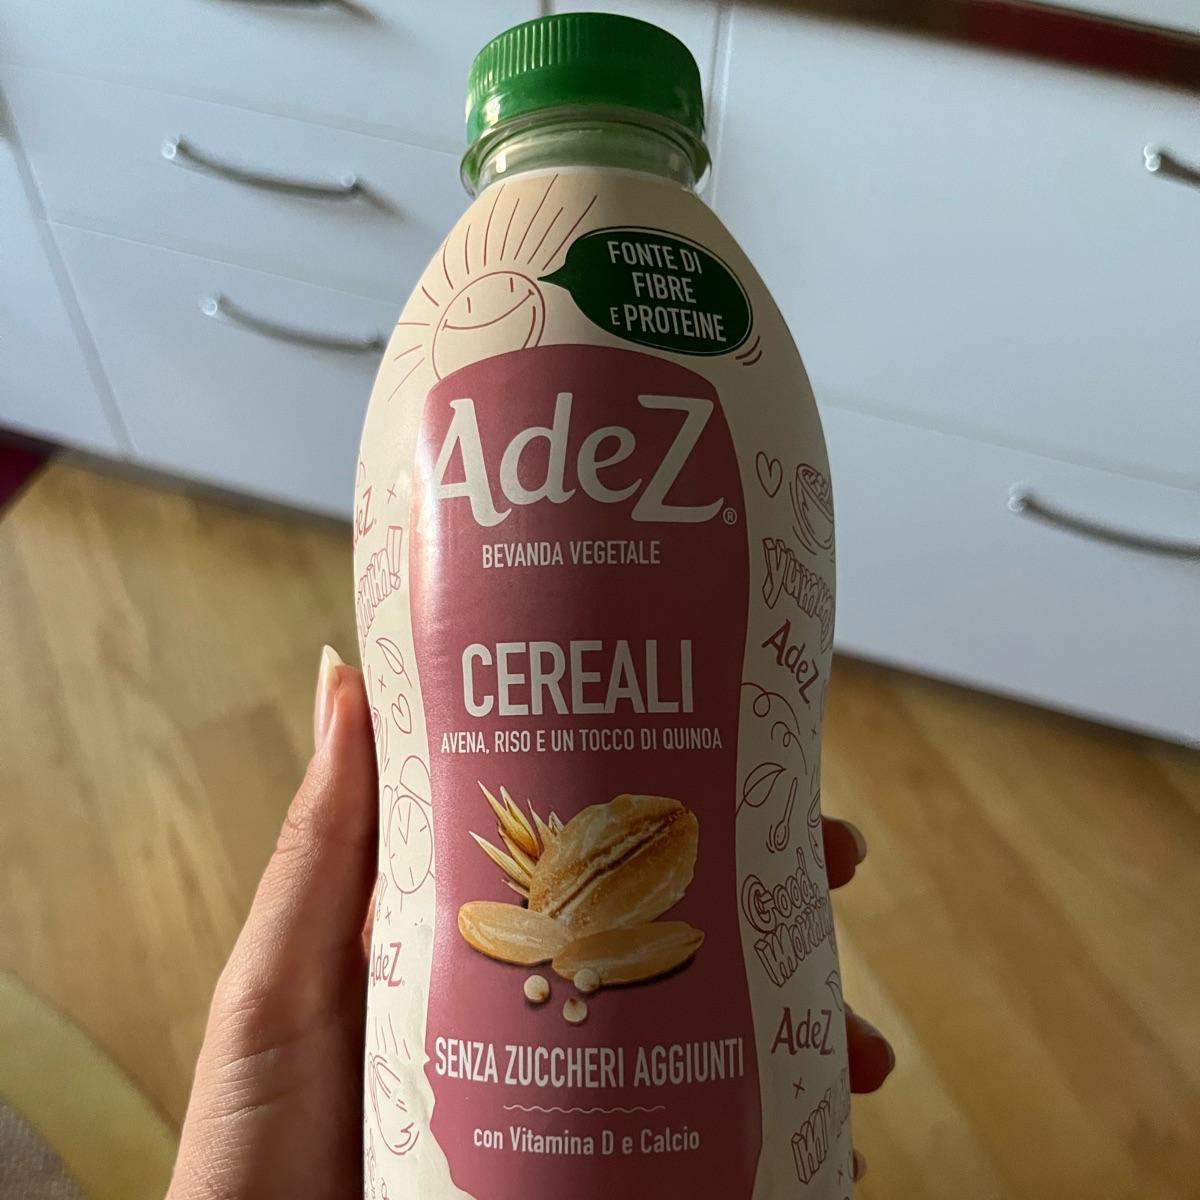 FONTE DI
FIBRE
E PROTEINE
AdeZ®
BEVANDA VEGETALE
CEREALI
AVENA, RISO E UN TOCCO DI QUINOA
SENZA ZUCCHERI AGGIUNTI
con Vitamina D e Calcio
AdeZ
Good
AdeZ
AdeZ